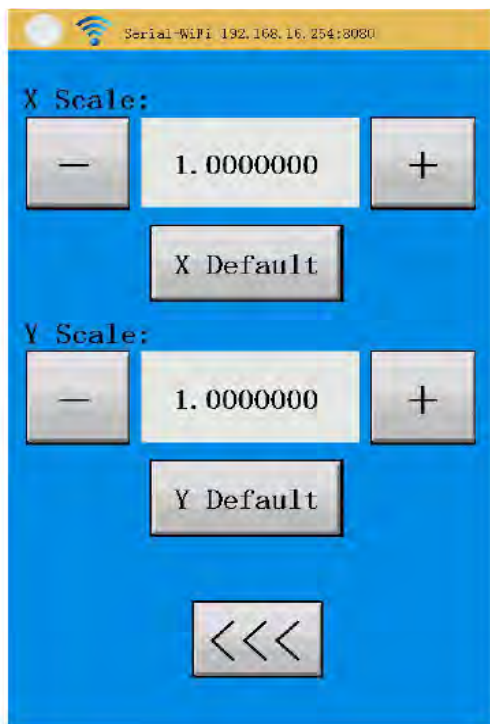 Serial-WiFi 192.168.16.254:8080
X Scale:
— 1.0000000 +
X Default
Y Scale:
— 1.0000000 +
Y Default
<<<